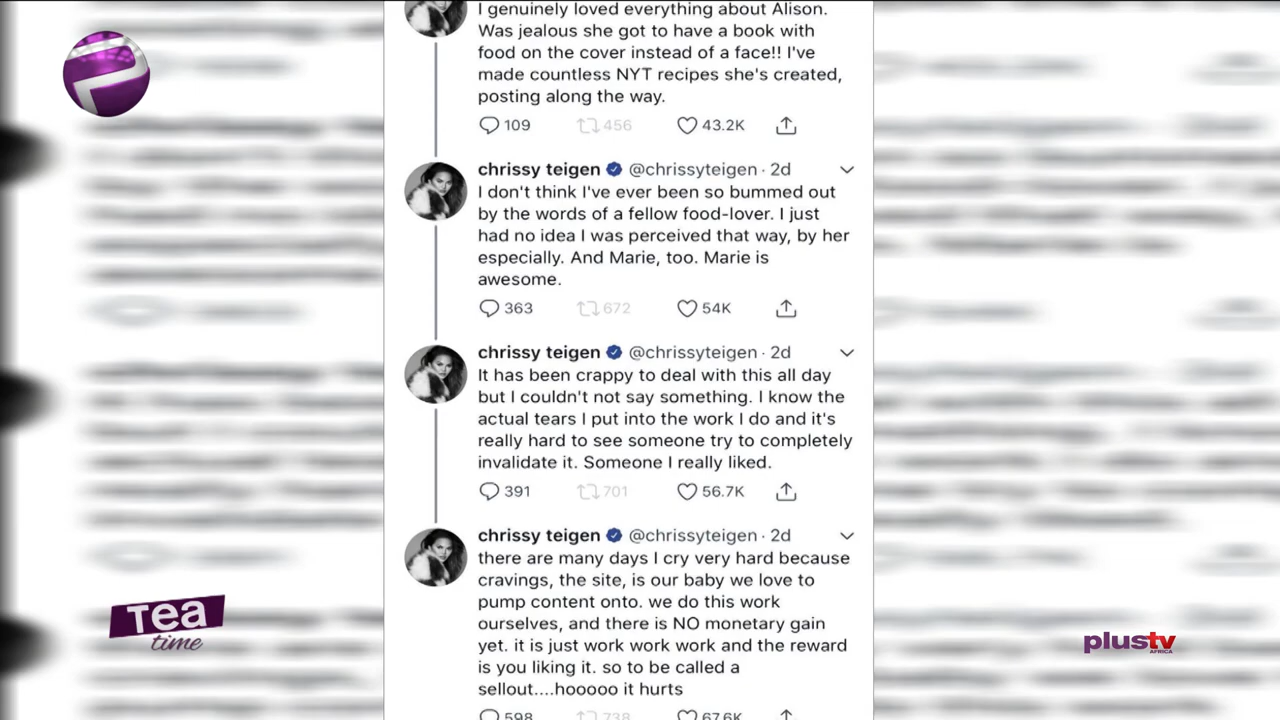 I genuinely loved everything about Alison.
Was jealous she got to have a book with
food on the cover instead of a face!! I've
made countless NYT recipes she's created,
posting along the way.
109 456 43.2K
chrissy teigen @chrissyteigen · 2d
I don't think I've ever been so bummed out
by the words of a fellow food-lover. I just
had no idea I was perceived that way, by her
especially. And Marie, too. Marie is
awesome.
363 672 54K
chrissy teigen @chrissyteigen · 2d
It has been crappy to deal with this all day
but I couldn't not say something. I know the
actual tears I put into the work I do and it's
really hard to see someone try to completely
invalidate it. Someone I really liked.
391 701 56.7K
chrissy teigen @chrissyteigen · 2d
there are many days I cry very hard because
cravings, the site, is our baby we love to
pump content onto. we do this work
ourselves, and there is NO monetary gain
yet. it is just work work work and the reward
is you liking it. so to be called a
sellout....hooooo it hurts
598 738 67.6K
Tea
time
plustv
AFRICA